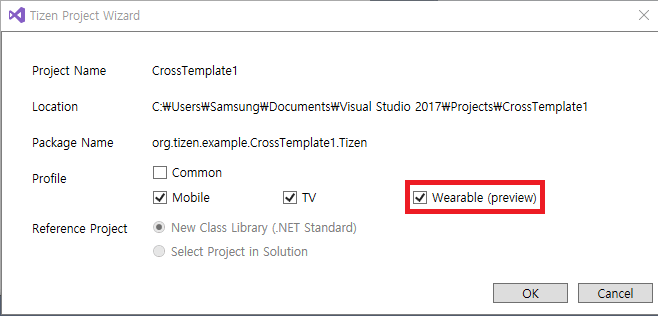 Tizen Project Wizard
Project Name CrossTemplate1
Location C:₩Users₩Samsung₩Documents₩Visual Studio 2017₩Projects₩CrossTemplate1
Package Name org.tizen.example.CrossTemplate1.Tizen
Profile Common
Mobile TV Wearable (preview)
Reference Project New Class Library (.NET Standard)
Select Project in Solution
OK Cancel